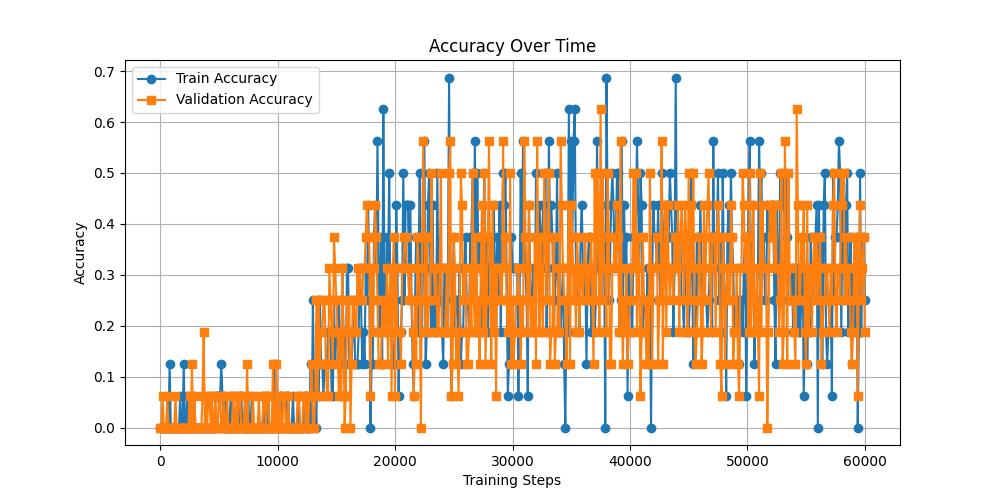 Accuracy Over Time
Train Accuracy
Validation Accuracy
0.7
0.6
0.5
0.4
0.3
0.2
0.1
0.0
Accuracy
0 10000 20000 30000 40000 50000 60000
Training Steps